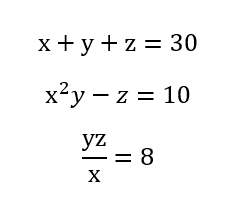 x + y + z = 30
x²y − z = 10
yz/x = 8